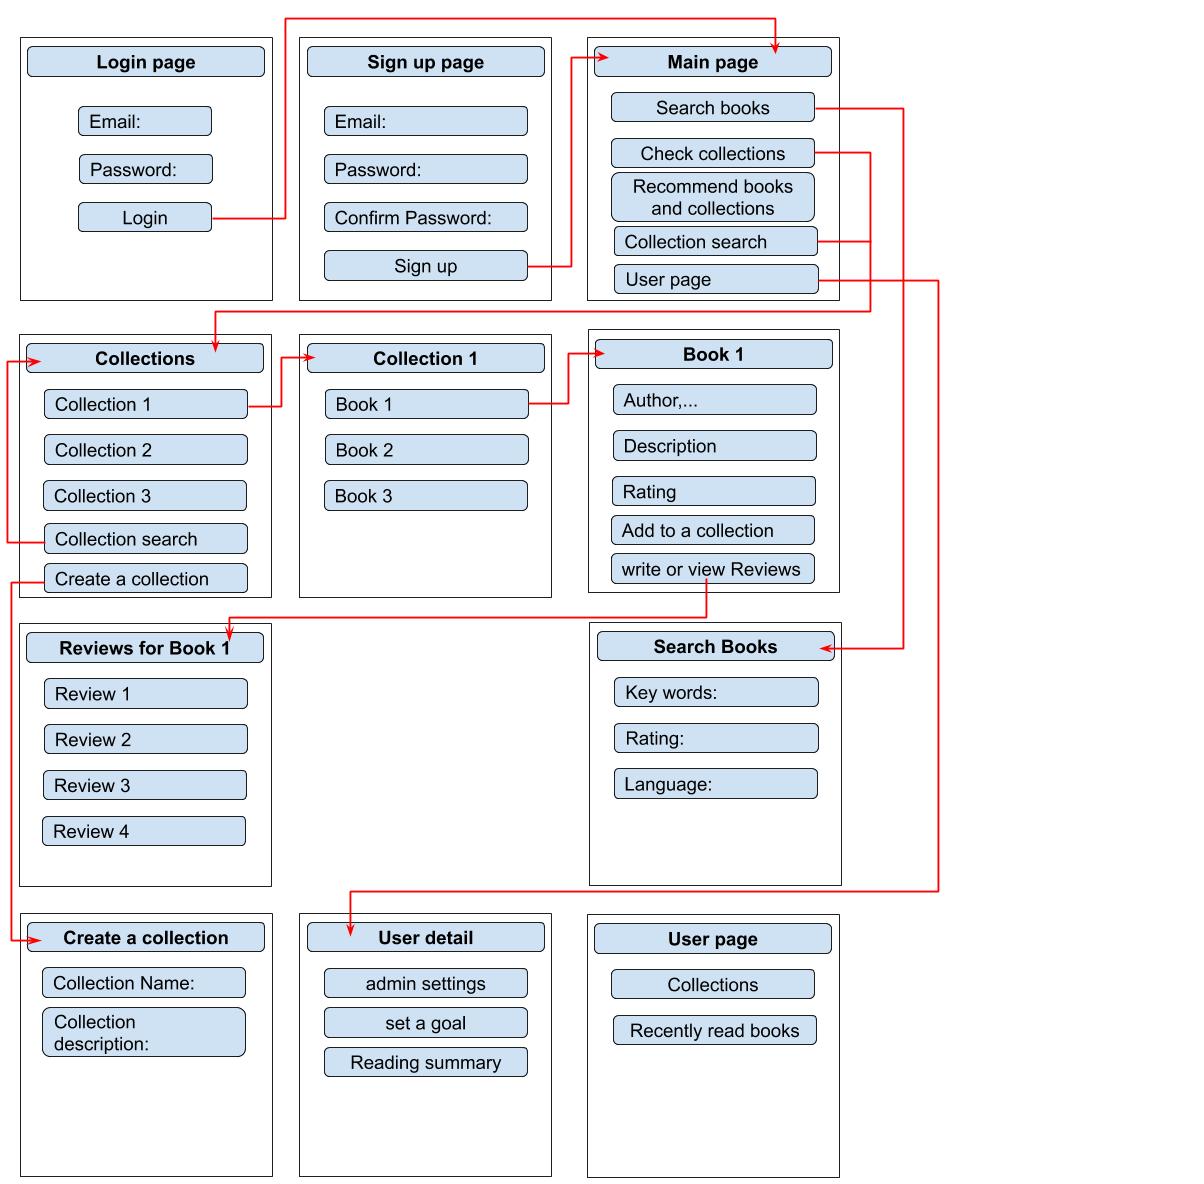 Login page
Email:
Password:
Login
Sign up page
Email:
Password:
Confirm Password:
Sign up
Main page
Search books
Check collections
Recommend books
and collections
Collection search
User page
Collections
Collection 1
Collection 2
Collection 3
Collection search
Create a collection
Collection 1
Book 1
Book 2
Book 3
Book 1
Author,...
Description
Rating
Add to a collection
write or view Reviews
Reviews for Book 1
Review 1
Review 2
Review 3
Review 4
Search Books
Key words:
Rating:
Language:
Create a collection
Collection Name:
Collection
description:
User detail
admin settings
set a goal
Reading summary
User page
Collections
Recently read books